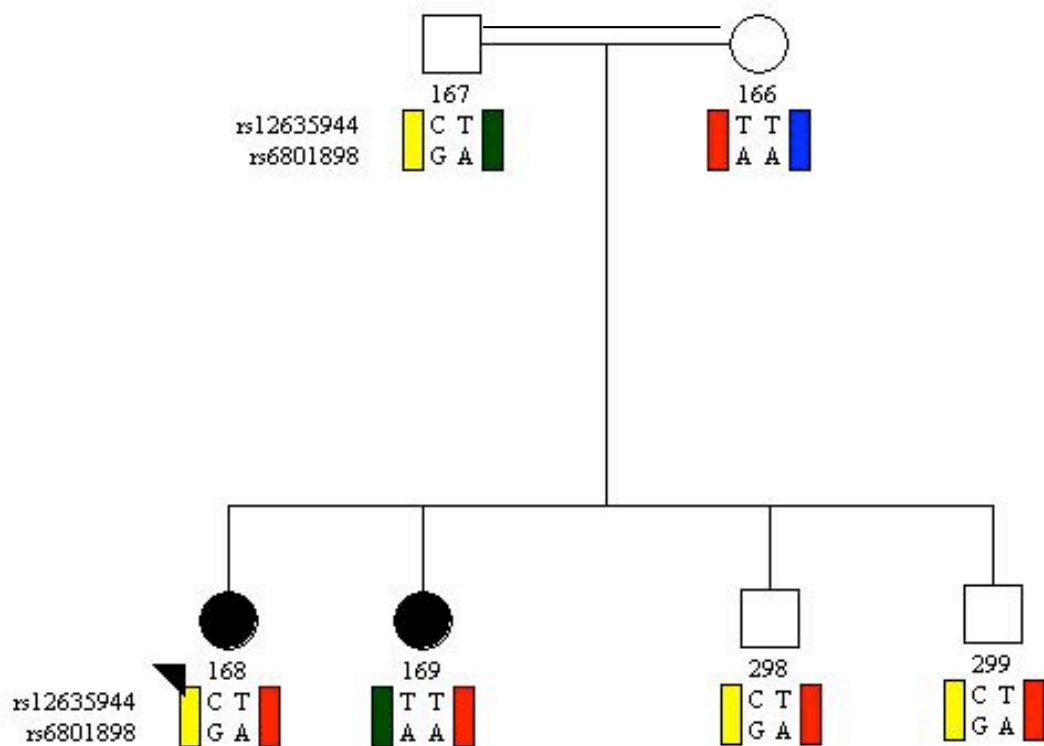 167 166
rs12635944 C T T T
rs6801898 G A A A
168 169 298 299
rs12635944 C T T T C T C T
rs6801898 G A A A G A G A